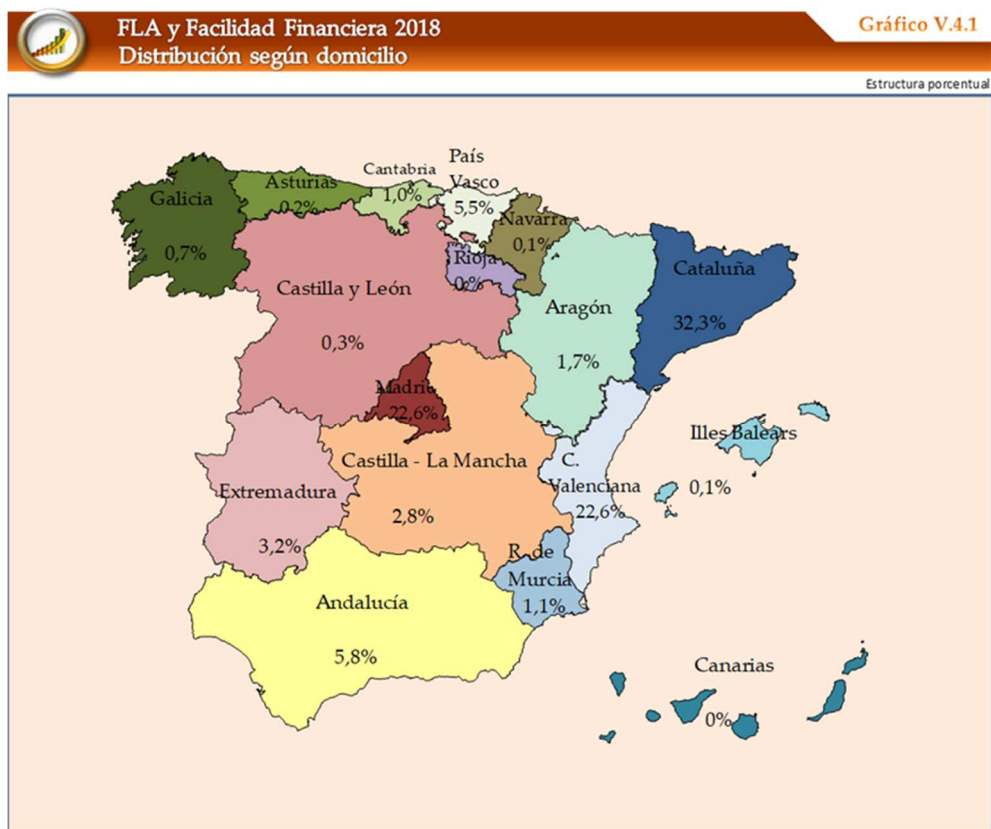 FLA y Facilidad Financiera 2018
Distribución según domicilio
Gráfico V.4.1
Estructura porcentual
País
Vasco
5,5%
Cantabria
1,0%
Asturias
0,2%
Galicia
0,7%
Navarra
0,1%
Rioja
0%
Cataluña
32,3%
Castilla y León
0,3%
Aragón
1,7%
Madrid
22,6%
Illes Balears
0,1%
Castilla - La Mancha
2,8%
C.
Valenciana
22,6%
Extremadura
3,2%
R. de
Murcia
1,1%
Andalucía
5,8%
Canarias
0%